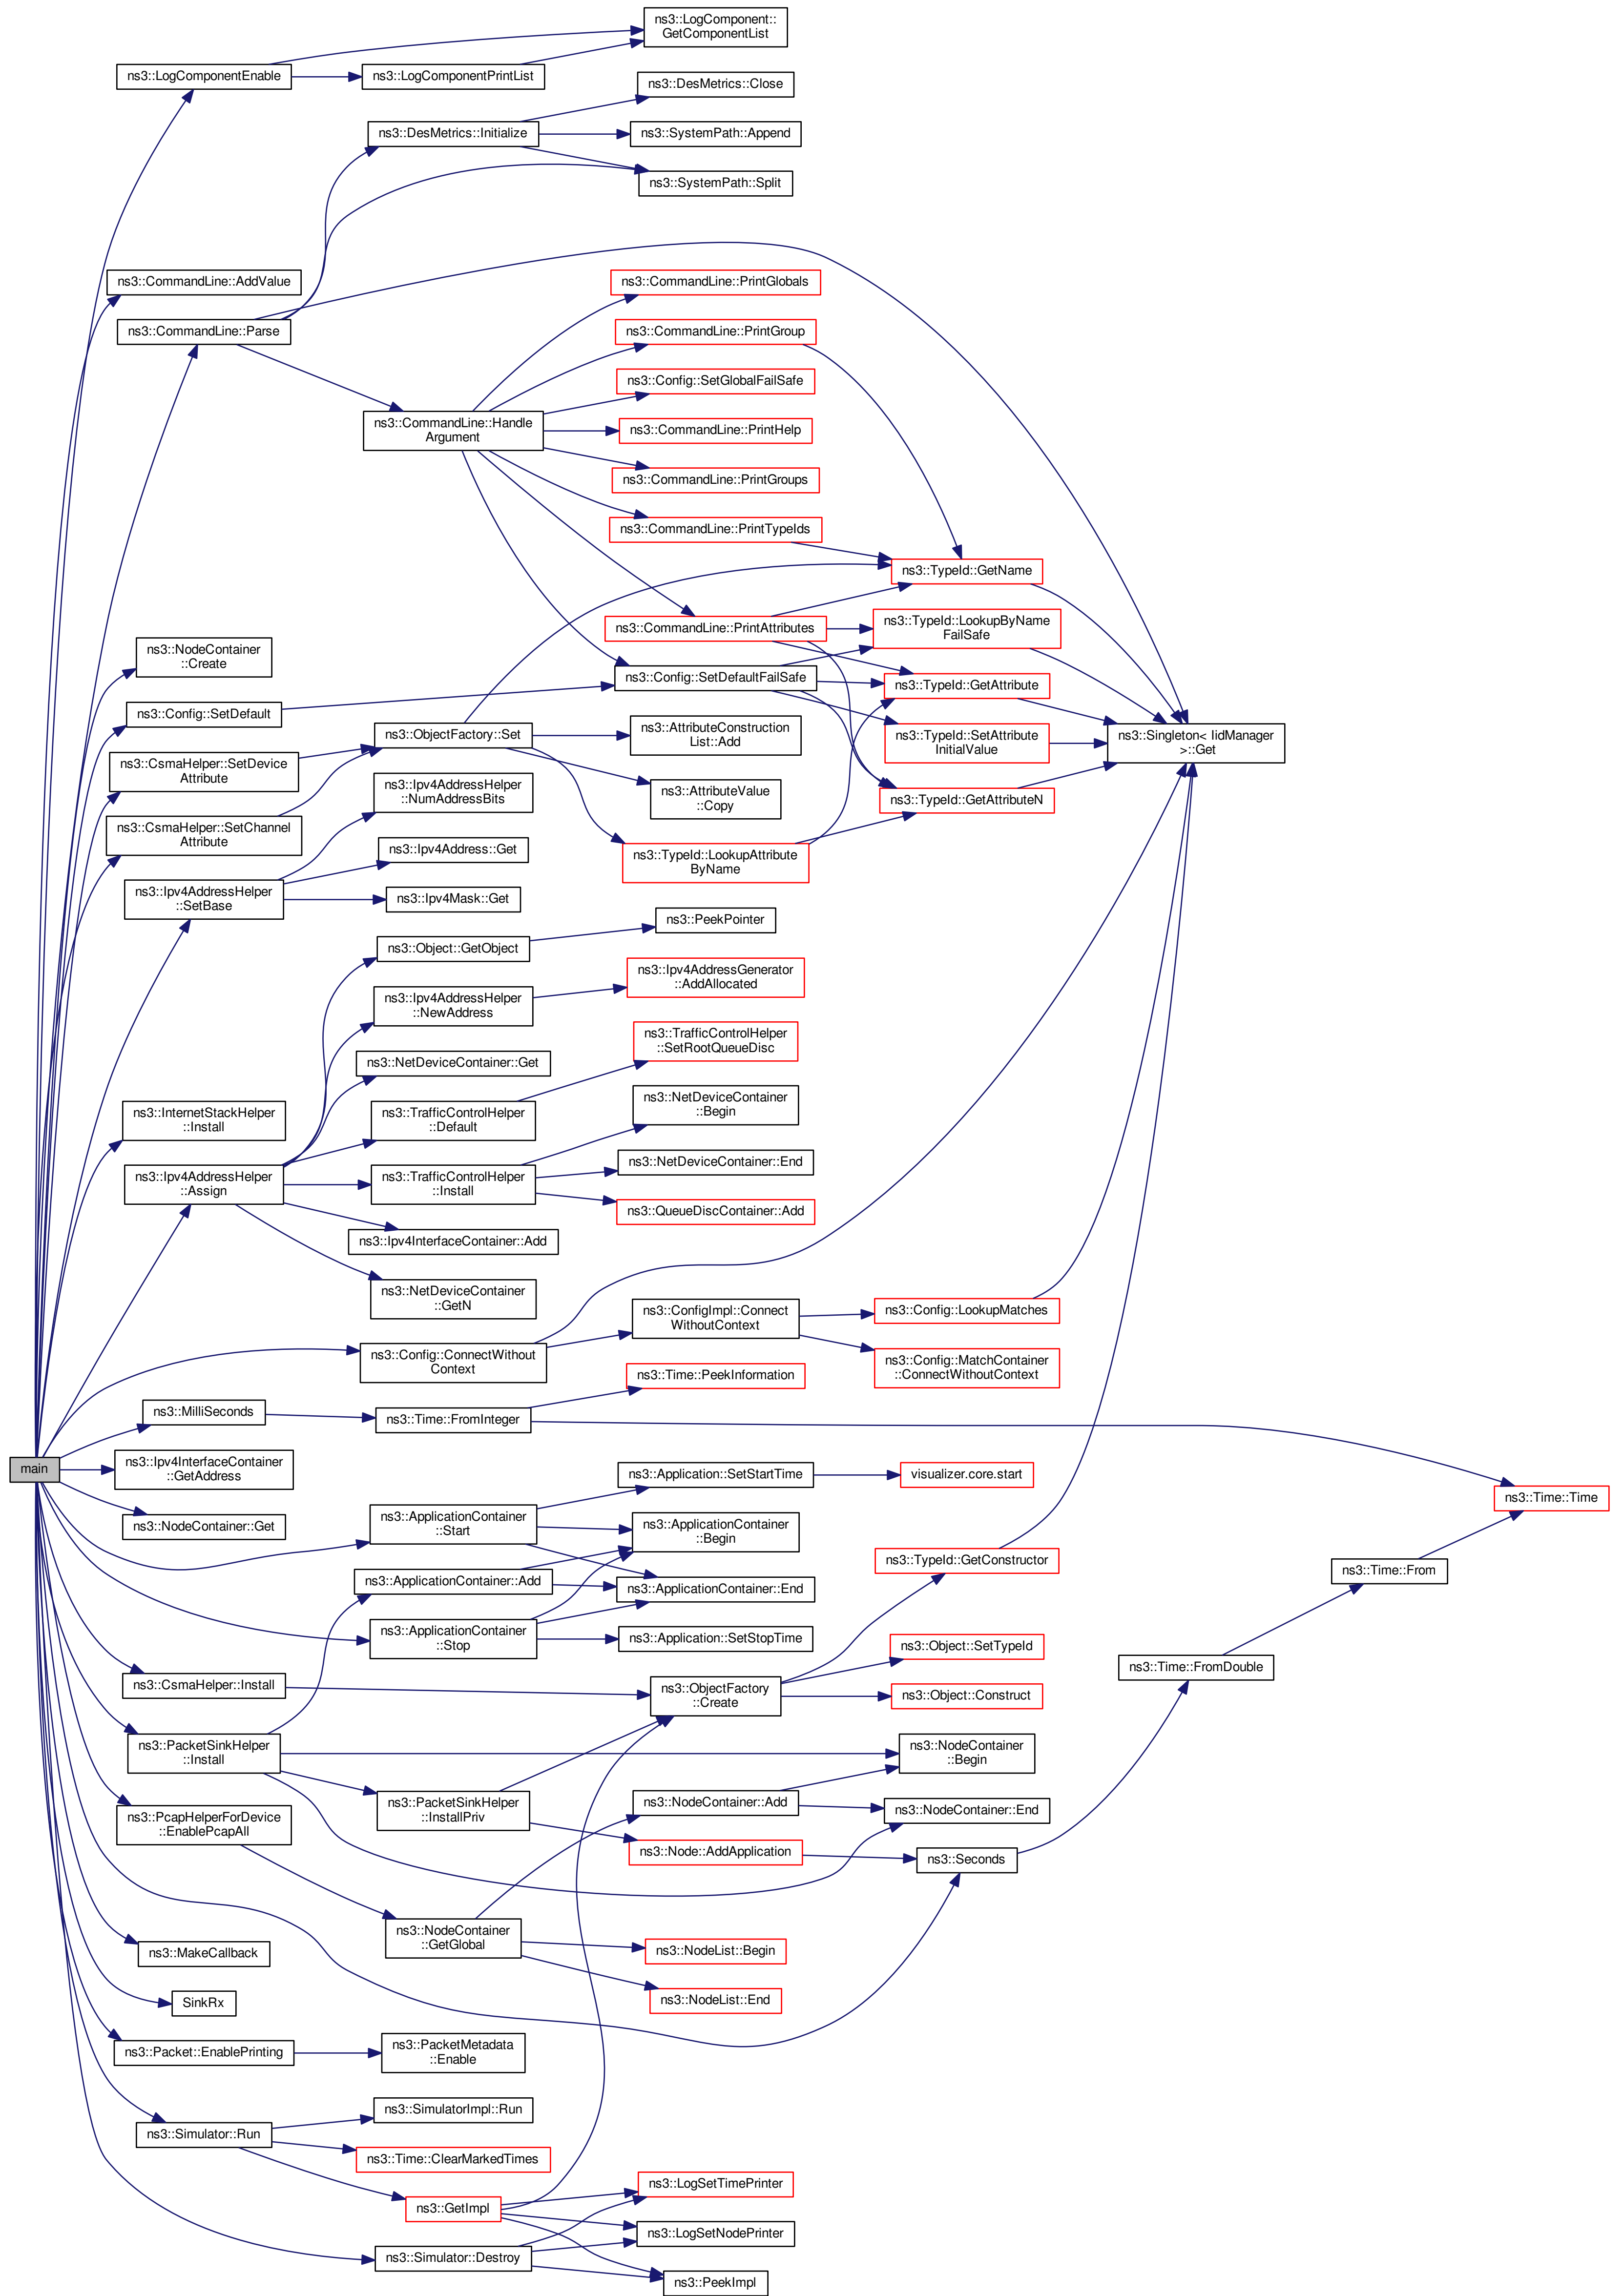 ns3::LogComponent::
GetComponentList
ns3::LogComponentEnable
ns3::LogComponentPrintList
ns3::DesMetrics::Close
ns3::DesMetrics::Initialize
ns3::SystemPath::Append
ns3::SystemPath::Split
ns3::CommandLine::AddValue
ns3::CommandLine::PrintGlobals
ns3::CommandLine::Parse
ns3::CommandLine::PrintGroup
ns3::Config::SetGlobalFailSafe
ns3::CommandLine::Handle
Argument
ns3::CommandLine::PrintHelp
ns3::CommandLine::PrintGroups
ns3::CommandLine::PrintTypeIds
ns3::TypeId::GetName
ns3::CommandLine::PrintAttributes
ns3::TypeId::LookupByName
FailSafe
ns3::NodeContainer
::Create
ns3::Config::SetDefaultFailSafe
ns3::TypeId::GetAttribute
ns3::Config::SetDefault
ns3::ObjectFactory::Set
ns3::AttributeConstruction
List::Add
ns3::TypeId::SetAttribute
InitialValue
ns3::Singleton< IidManager
>::Get
ns3::CsmaHelper::SetDevice
Attribute
ns3::Ipv4AddressHelper
::NumAddressBits
ns3::AttributeValue
::Copy
ns3::TypeId::GetAttributeN
ns3::CsmaHelper::SetChannel
Attribute
ns3::Ipv4Address::Get
ns3::TypeId::LookupAttribute
ByName
ns3::Ipv4AddressHelper
::SetBase
ns3::Ipv4Mask::Get
ns3::PeekPointer
ns3::Object::GetObject
ns3::Ipv4AddressGenerator
::AddAllocated
ns3::Ipv4AddressHelper
::NewAddress
ns3::TrafficControlHelper
::SetRootQueueDisc
ns3::NetDeviceContainer::Get
ns3::NetDeviceContainer
::Begin
ns3::InternetStackHelper
::Install
ns3::TrafficControlHelper
::Default
ns3::NetDeviceContainer::End
ns3::Ipv4AddressHelper
::Assign
ns3::TrafficControlHelper
::Install
ns3::QueueDiscContainer::Add
ns3::Ipv4InterfaceContainer::Add
ns3::NetDeviceContainer
::GetN
ns3::ConfigImpl::Connect
WithoutContext
ns3::Config::LookupMatches
ns3::Config::ConnectWithout
Context
ns3::Config::MatchContainer
::ConnectWithoutContext
ns3::Time::PeekInformation
ns3::MilliSeconds
ns3::Time::FromInteger
main
ns3::Ipv4InterfaceContainer
::GetAddress
ns3::Application::SetStartTime
visualizer.core.start
ns3::Time::Time
ns3::NodeContainer::Get
ns3::ApplicationContainer
::Start
ns3::ApplicationContainer
::Begin
ns3::TypeId::GetConstructor
ns3::Time::From
ns3::ApplicationContainer::Add
ns3::ApplicationContainer::End
ns3::ApplicationContainer
::Stop
ns3::Application::SetStopTime
ns3::Object::SetTypeId
ns3::Time::FromDouble
ns3::CsmaHelper::Install
ns3::ObjectFactory
::Create
ns3::Object::Construct
ns3::PacketSinkHelper
::Install
ns3::NodeContainer
::Begin
ns3::PacketSinkHelper
::InstallPriv
ns3::NodeContainer::Add
ns3::NodeContainer::End
ns3::PcapHelperForDevice
::EnablePcapAll
ns3::Node::AddApplication
ns3::Seconds
ns3::NodeContainer
::GetGlobal
ns3::MakeCallback
ns3::NodeList::Begin
ns3::NodeList::End
SinkRx
ns3::Packet::EnablePrinting
ns3::PacketMetadata
::Enable
ns3::SimulatorImpl::Run
ns3::Simulator::Run
ns3::Time::ClearMarkedTimes
ns3::LogSetTimePrinter
ns3::GetImpl
ns3::LogSetNodePrinter
ns3::Simulator::Destroy
ns3::PeekImpl